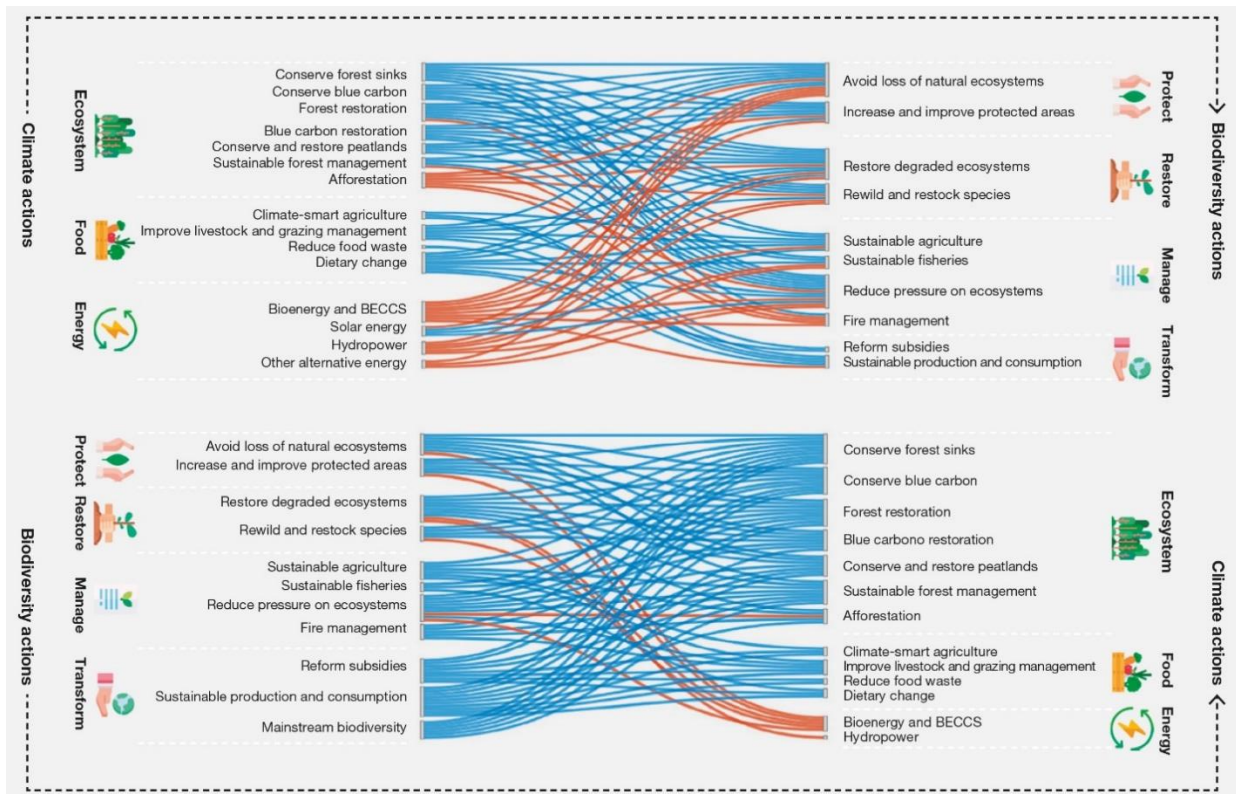 Climate actions
Ecosystem
Conserve forest sinks
Conserve blue carbon
Forest restoration
Blue carbon restoration
Conserve and restore peatlands
Sustainable forest management
Afforestation
Food
Climate-smart agriculture
Improve livestock and grazing management
Reduce food waste
Dietary change
Energy
Bioenergy and BECCS
Solar energy
Hydropower
Other alternative energy
Avoid loss of natural ecosystems
Increase and improve protected areas
Protect
Restore degraded ecosystems
Rewild and restock species
Restore
Sustainable agriculture
Sustainable fisheries
Reduce pressure on ecosystems
Fire management
Manage
Reform subsidies
Sustainable production and consumption
Transform
Biodiversity actions
Biodiversity actions
Protect
Avoid loss of natural ecosystems
Increase and improve protected areas
Restore
Restore degraded ecosystems
Rewild and restock species
Manage
Sustainable agriculture
Sustainable fisheries
Reduce pressure on ecosystems
Fire management
Transform
Reform subsidies
Sustainable production and consumption
Mainstream biodiversity
Conserve forest sinks
Conserve blue carbon
Forest restoration
Blue carbono restoration
Conserve and restore peatlands
Sustainable forest management
Afforestation
Ecosystem
Climate-smart agriculture
Improve livestock and grazing management
Reduce food waste
Dietary change
Food
Bioenergy and BECCS
Hydropower
Energy
Climate actions